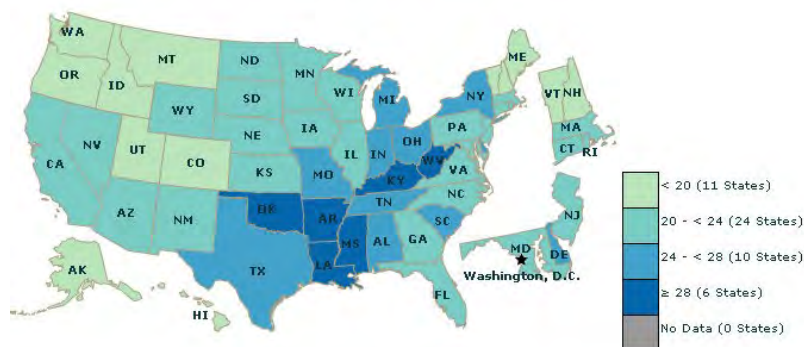 WA
MT
ND
MN
ME
OR
ID
WY
SD
WI
MI
NY
VT
NH
MA
CT
RI
NV
UT
CO
NE
IA
IL
IN
OH
PA
WV
VA
CA
KS
MO
KY
NC
TN
AZ
NM
OK
AR
SC
MS
AL
GA
TX
LA
FL
NJ
MD
DE
Washington, D.C.
AK
HI
< 20 (11 States)
20 - < 24 (24 States)
24 - < 28 (10 States)
≥ 28 (6 States)
No Data (0 States)